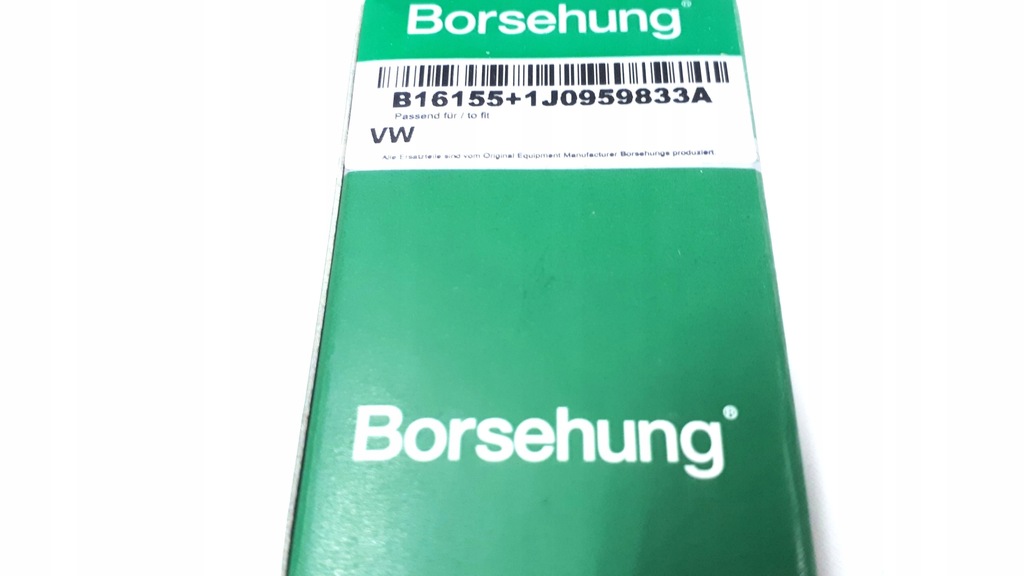 Borsehung®
B16155+1J0959833A
Passend für / to fit
VW
Alle Ersatzteile sind vom Original Equipment Manufacturer Borsehungs produziert.
Borsehung®